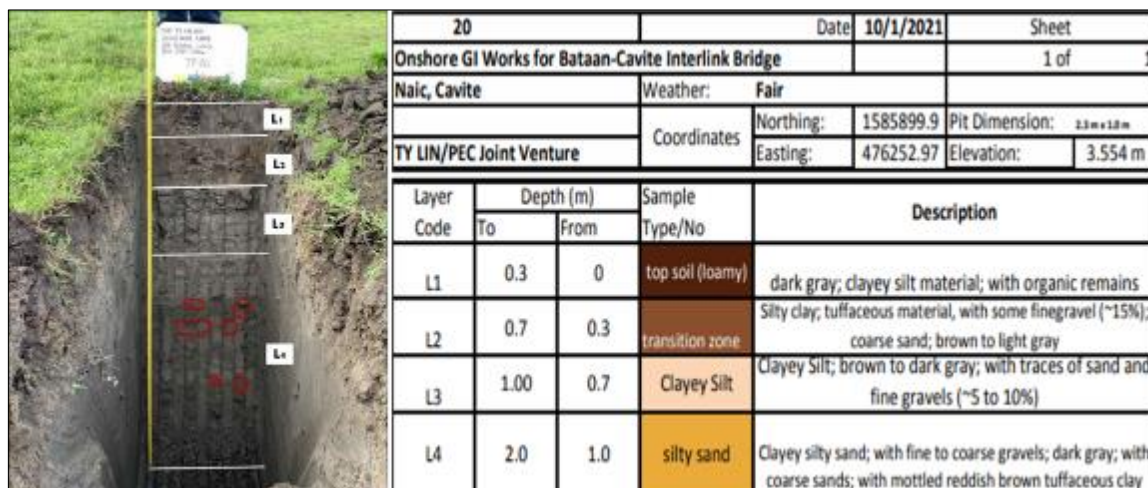 L1
L2
L3
L4
20 Date 10/1/2021 Sheet
Onshore GI Works for Bataan-Cavite Interlink Bridge 1 of 1
Naic, Cavite Weather: Fair
Coordinates Northing: 1585899.9 Pit Dimension: 2.3 m x 1.0 m
TY LIN/PEC Joint Venture Easting: 476252.97 Elevation: 3.554 m
Layer Code Depth (m) Sample Type/No Description
To From
L1 0.3 0 top soil (loamy) dark gray; clayey silt material; with organic remains
L2 0.7 0.3 transition zone Silty clay; tuffaceous material, with some finegravel (~15%);
coarse sand; brown to light gray
L3 1.00 0.7 Clayey Silt Clayey Silt; brown to dark gray; with traces of sand and
fine gravels (~5 to 10%)
L4 2.0 1.0 silty sand Clayey silty sand; with fine to coarse gravels; dark gray; with
coarse sands; with mottled reddish brown tuffaceous clay